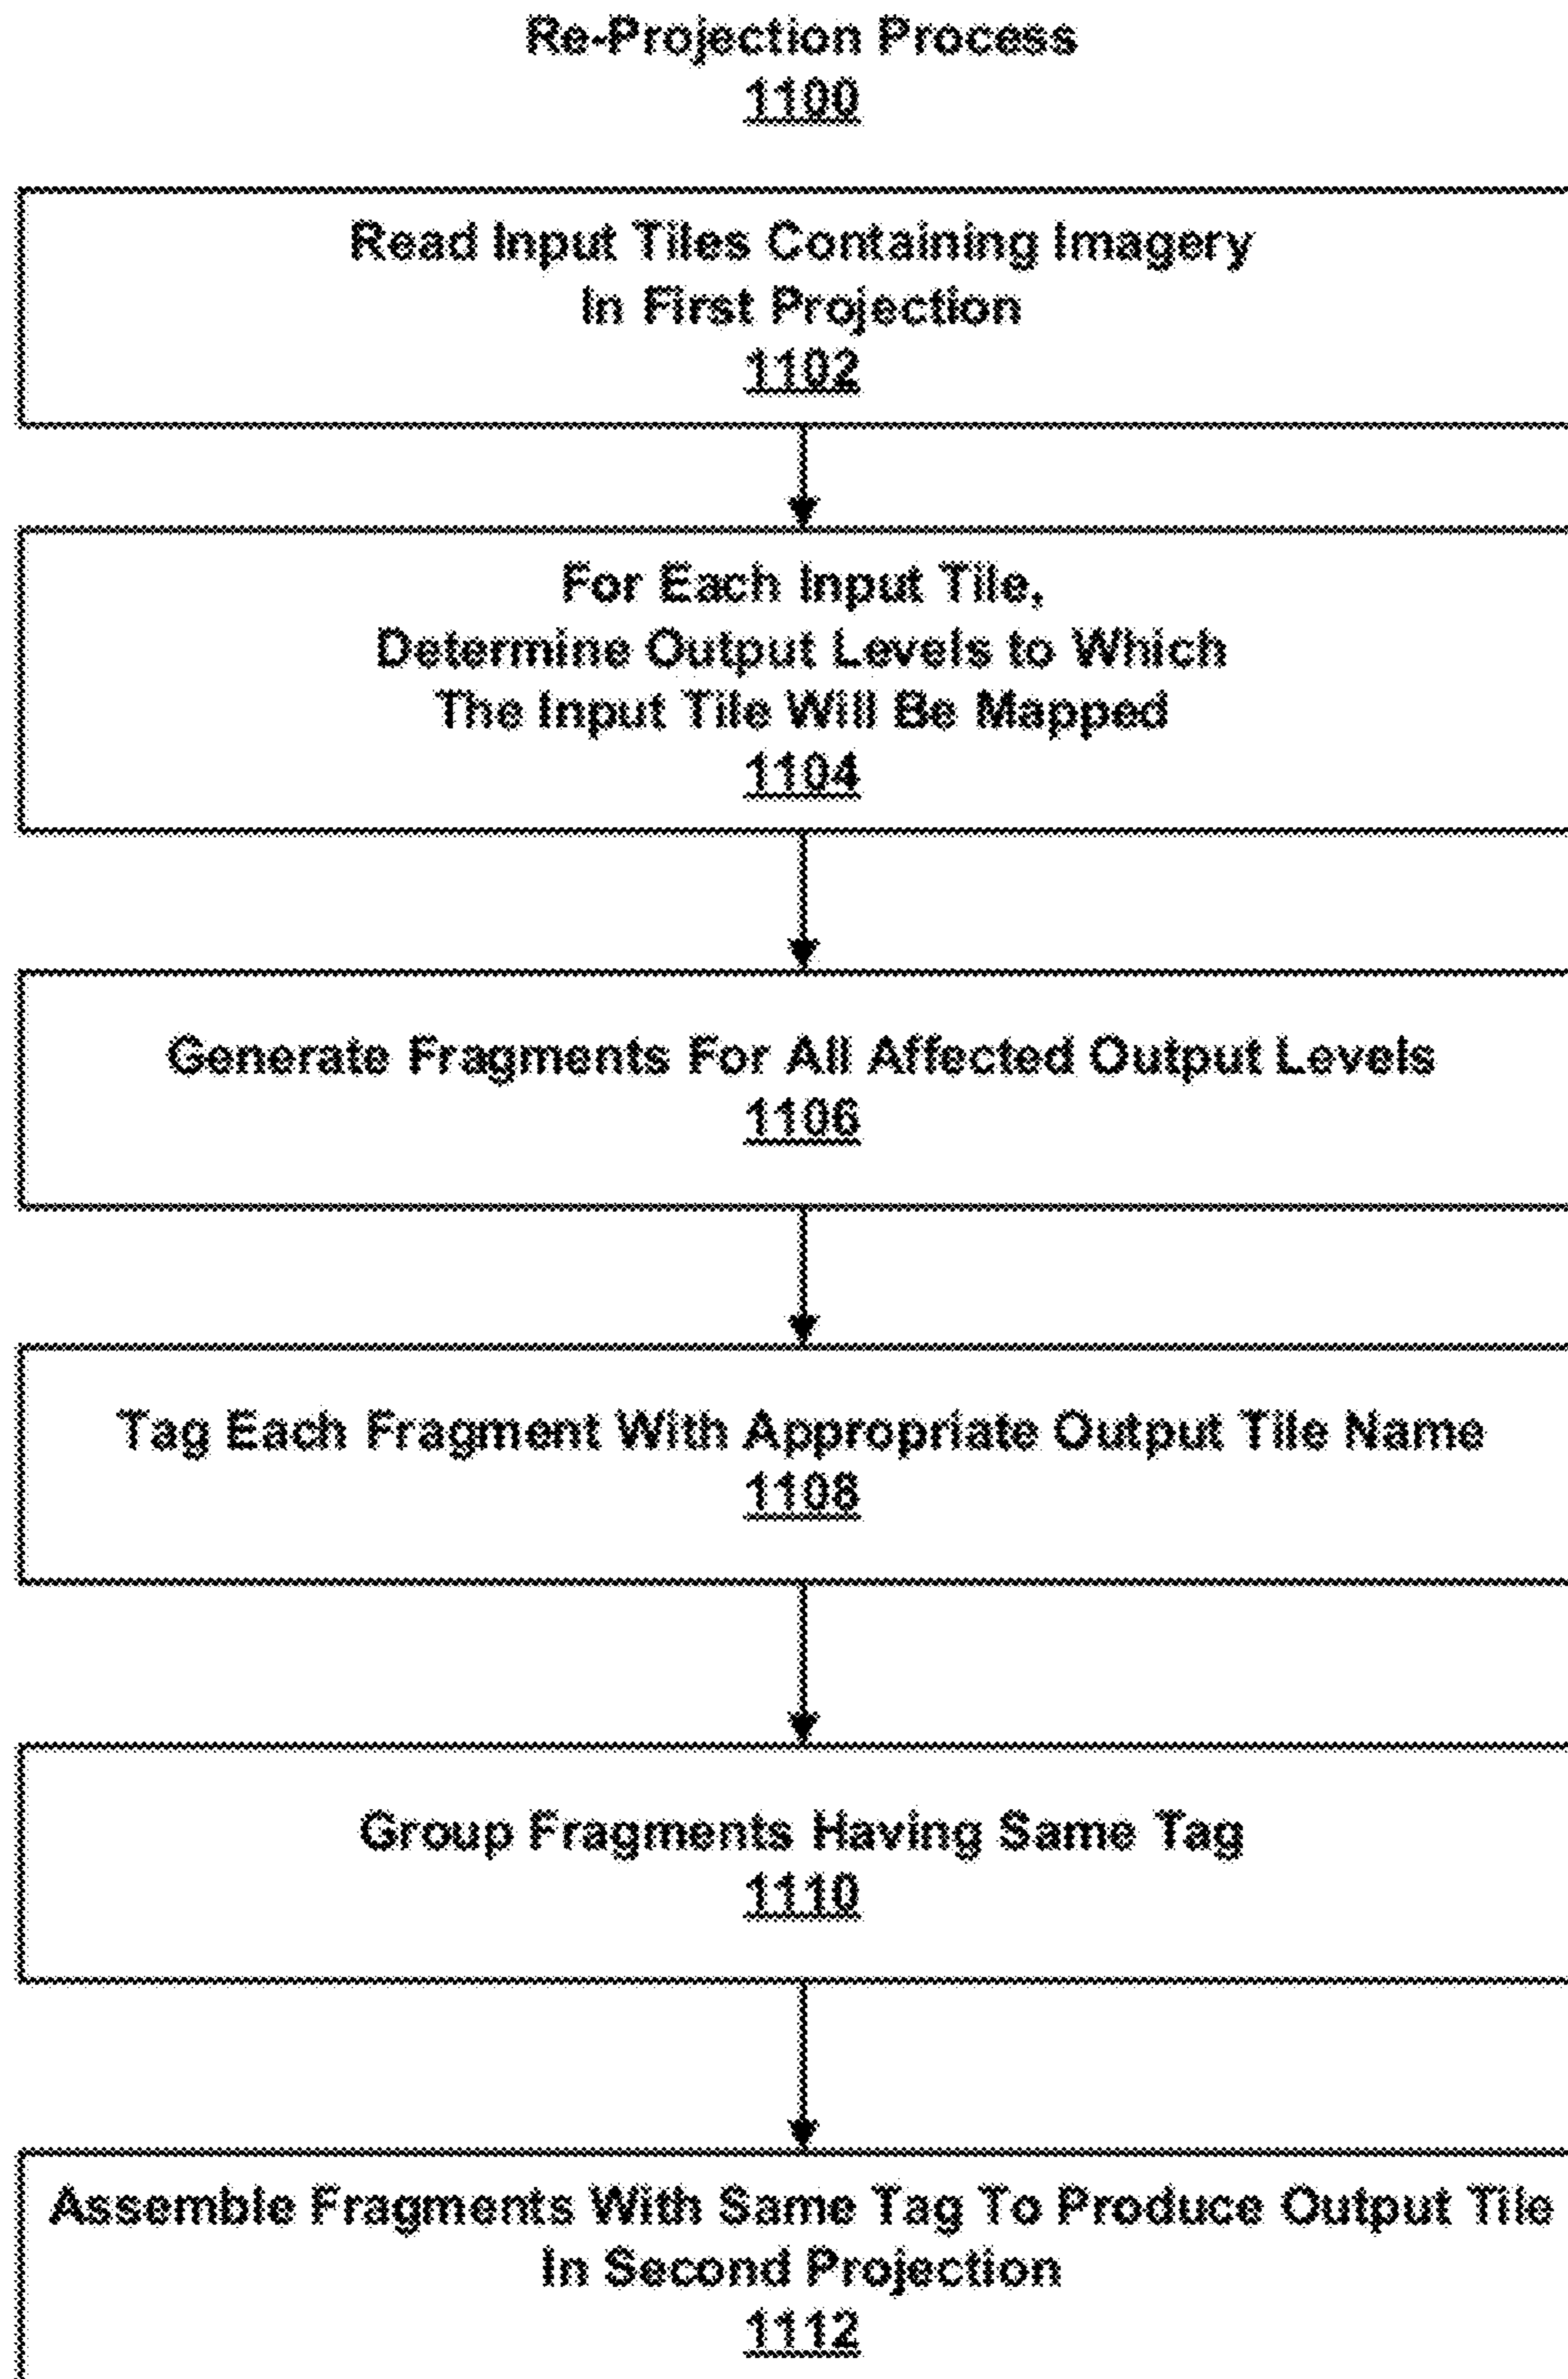 Re-Projection Process
1100
Read Input Tiles Containing Imagery
In First Projection
1102
For Each Input Tile,
Determine Output Levels to Which
The Input Tile Will Be Mapped
1104
Generate Fragments For All Affected Output Levels
1106
Tag Each Fragment With Appropriate Output Tile Name
1108
Group Fragments Having Same Tag
1110
Assemble Fragments With Same Tag To Produce Output Tile
In Second Projection
1112